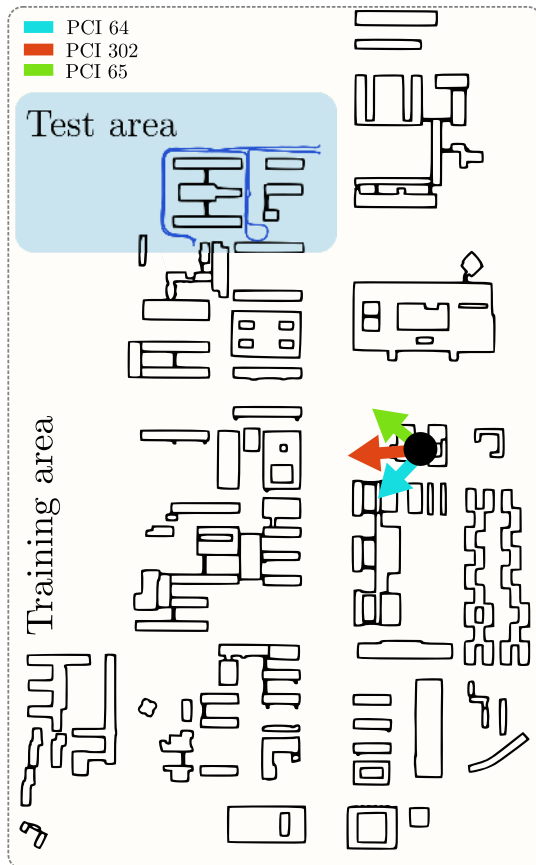 PCI 64
PCI 302
PCI 65
Test area
Training area